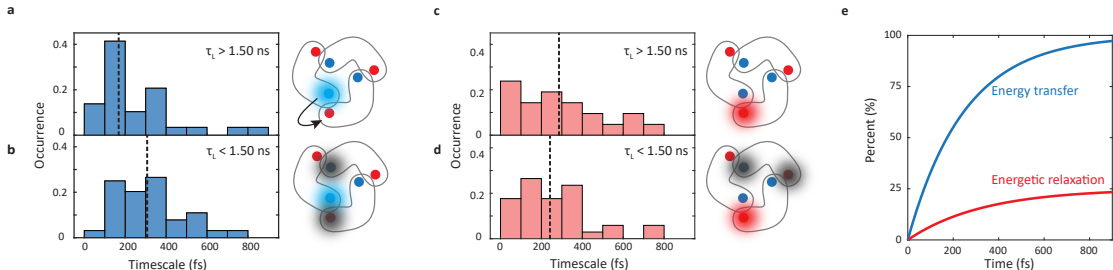 a
0.4
0.2
0
τL > 1.50 ns
Occurrence
b
0.4
0.2
0
τL < 1.50 ns
0 200 400 600 800
Timescale (fs)
c
0.4
0.2
0
τL > 1.50 ns
Occurrence
d
0.4
0.2
0
τL < 1.50 ns
0 200 400 600 800
Timescale (fs)
e
100
75
50
25
0
Percent (%)
Energy transfer
Energetic relaxation
0 200 400 600 800
Time (fs)